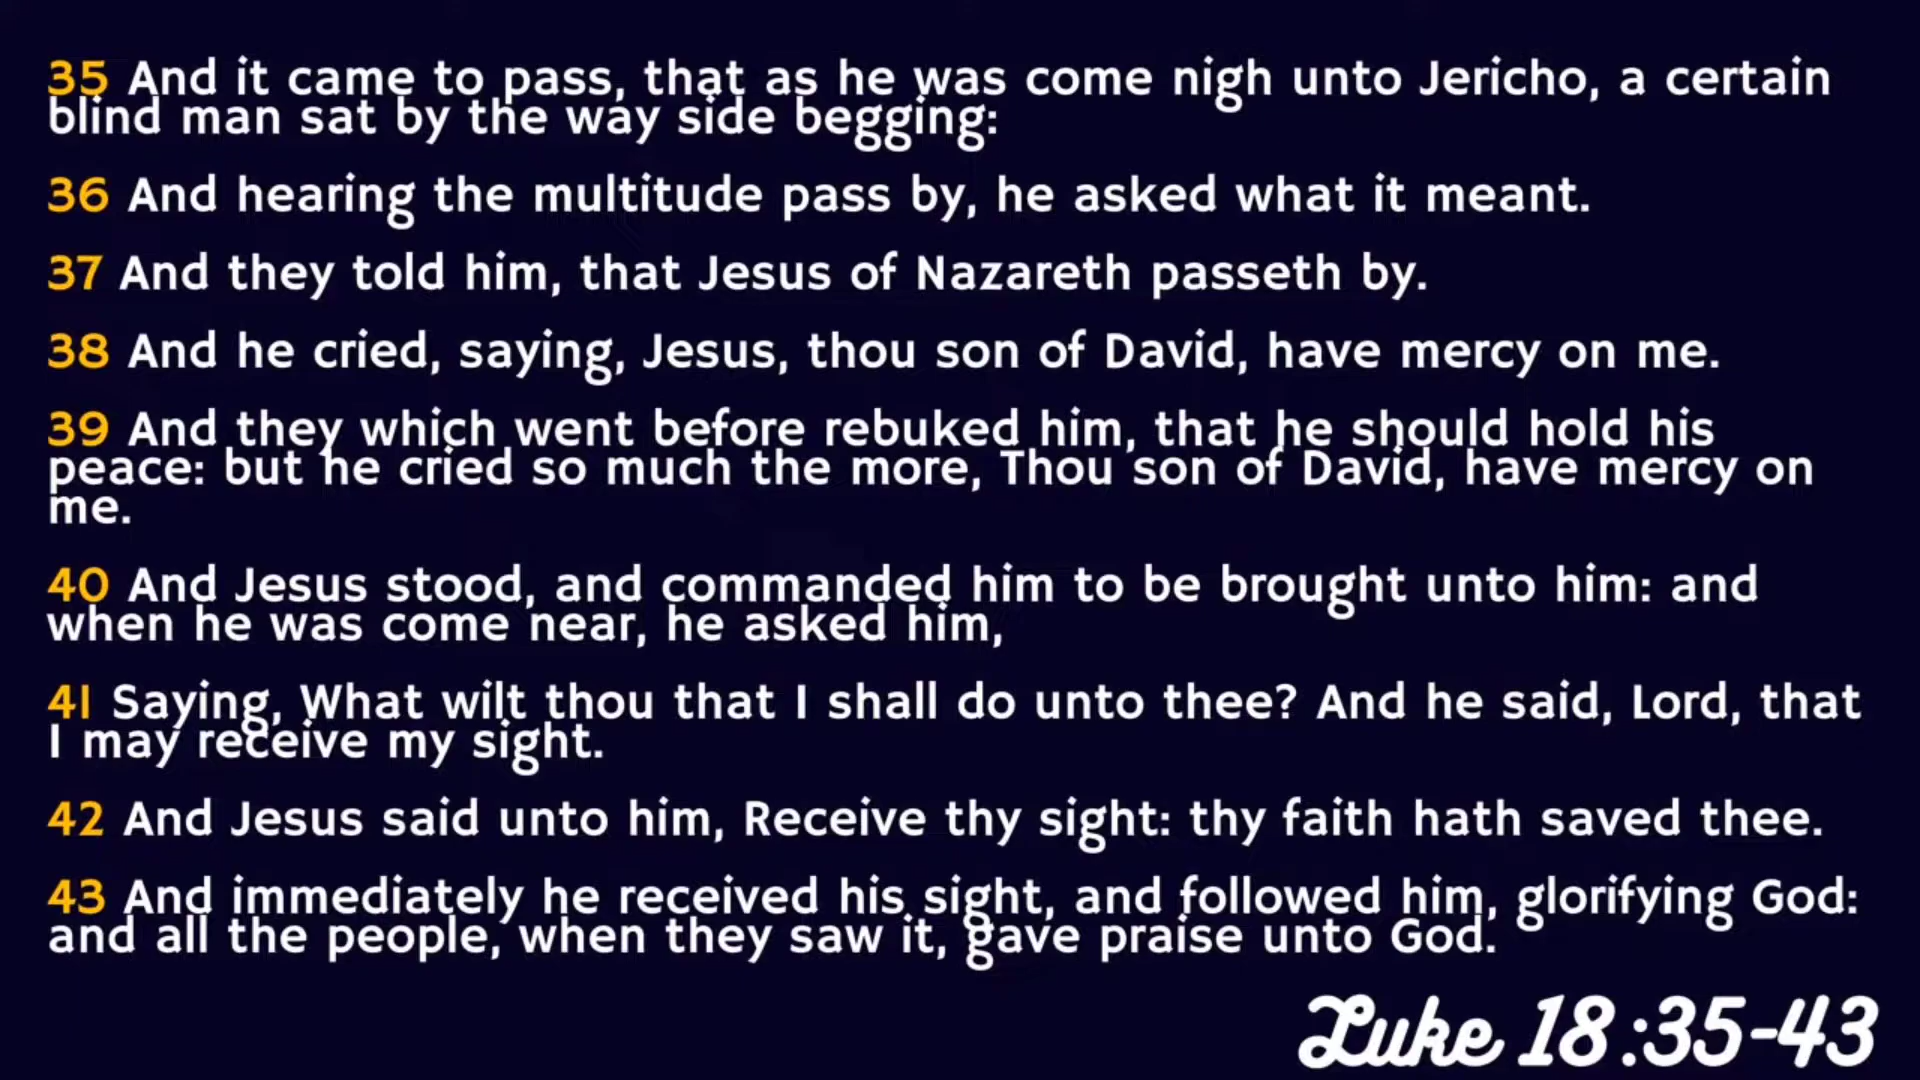 35 And it came to pass, that as he was come nigh unto Jericho, a certain
blind man sat by the way side begging:
36 And hearing the multitude pass by, he asked what it meant.
37 And they told him, that Jesus of Nazareth passeth by.
38 And he cried, saying, Jesus, thou son of David, have mercy on me.
39 And they which went before rebuked him, that he should hold his
peace: but he cried so much the more, Thou son of David, have mercy on
me.
40 And Jesus stood, and commanded him to be brought unto him: and
when he was come near, he asked him,
41 Saying, What wilt thou that I shall do unto thee? And he said, Lord, that
I may receive my sight.
42 And Jesus said unto him, Receive thy sight: thy faith hath saved thee.
43 And immediately he received his sight, and followed him, glorifying God:
and all the people, when they saw it, gave praise unto God.
Luke 18:35-43